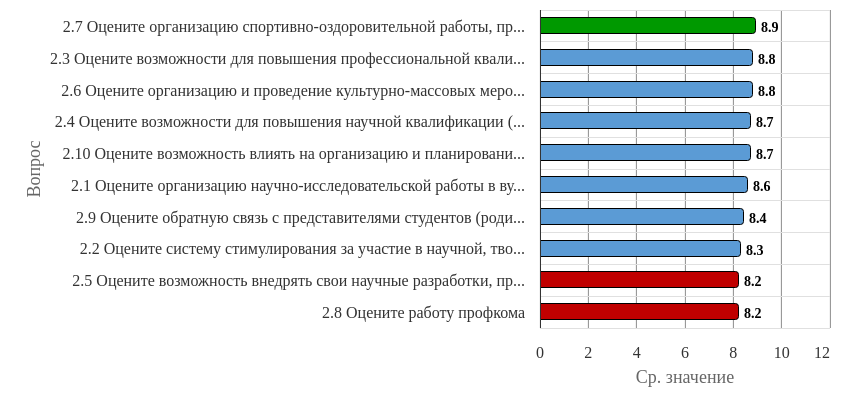 2.7 Оцените организацию спортивно-оздоровительной работы, пр... 8.9
2.3 Оцените возможности для повышения профессиональной квали... 8.8
2.6 Оцените организацию и проведение культурно-массовых меро... 8.8
2.4 Оцените возможности для повышения научной квалификации (... 8.7
2.10 Оцените возможность влиять на организацию и планировани... 8.7
2.1 Оцените организацию научно-исследовательской работы в ву... 8.6
2.9 Оцените обратную связь с представителями студентов (роди... 8.4
2.2 Оцените систему стимулирования за участие в научной, тво... 8.3
2.5 Оцените возможность внедрять свои научные разработки, пр... 8.2
2.8 Оцените работу профкома 8.2
Вопрос
0 2 4 6 8 10 12
Ср. значение